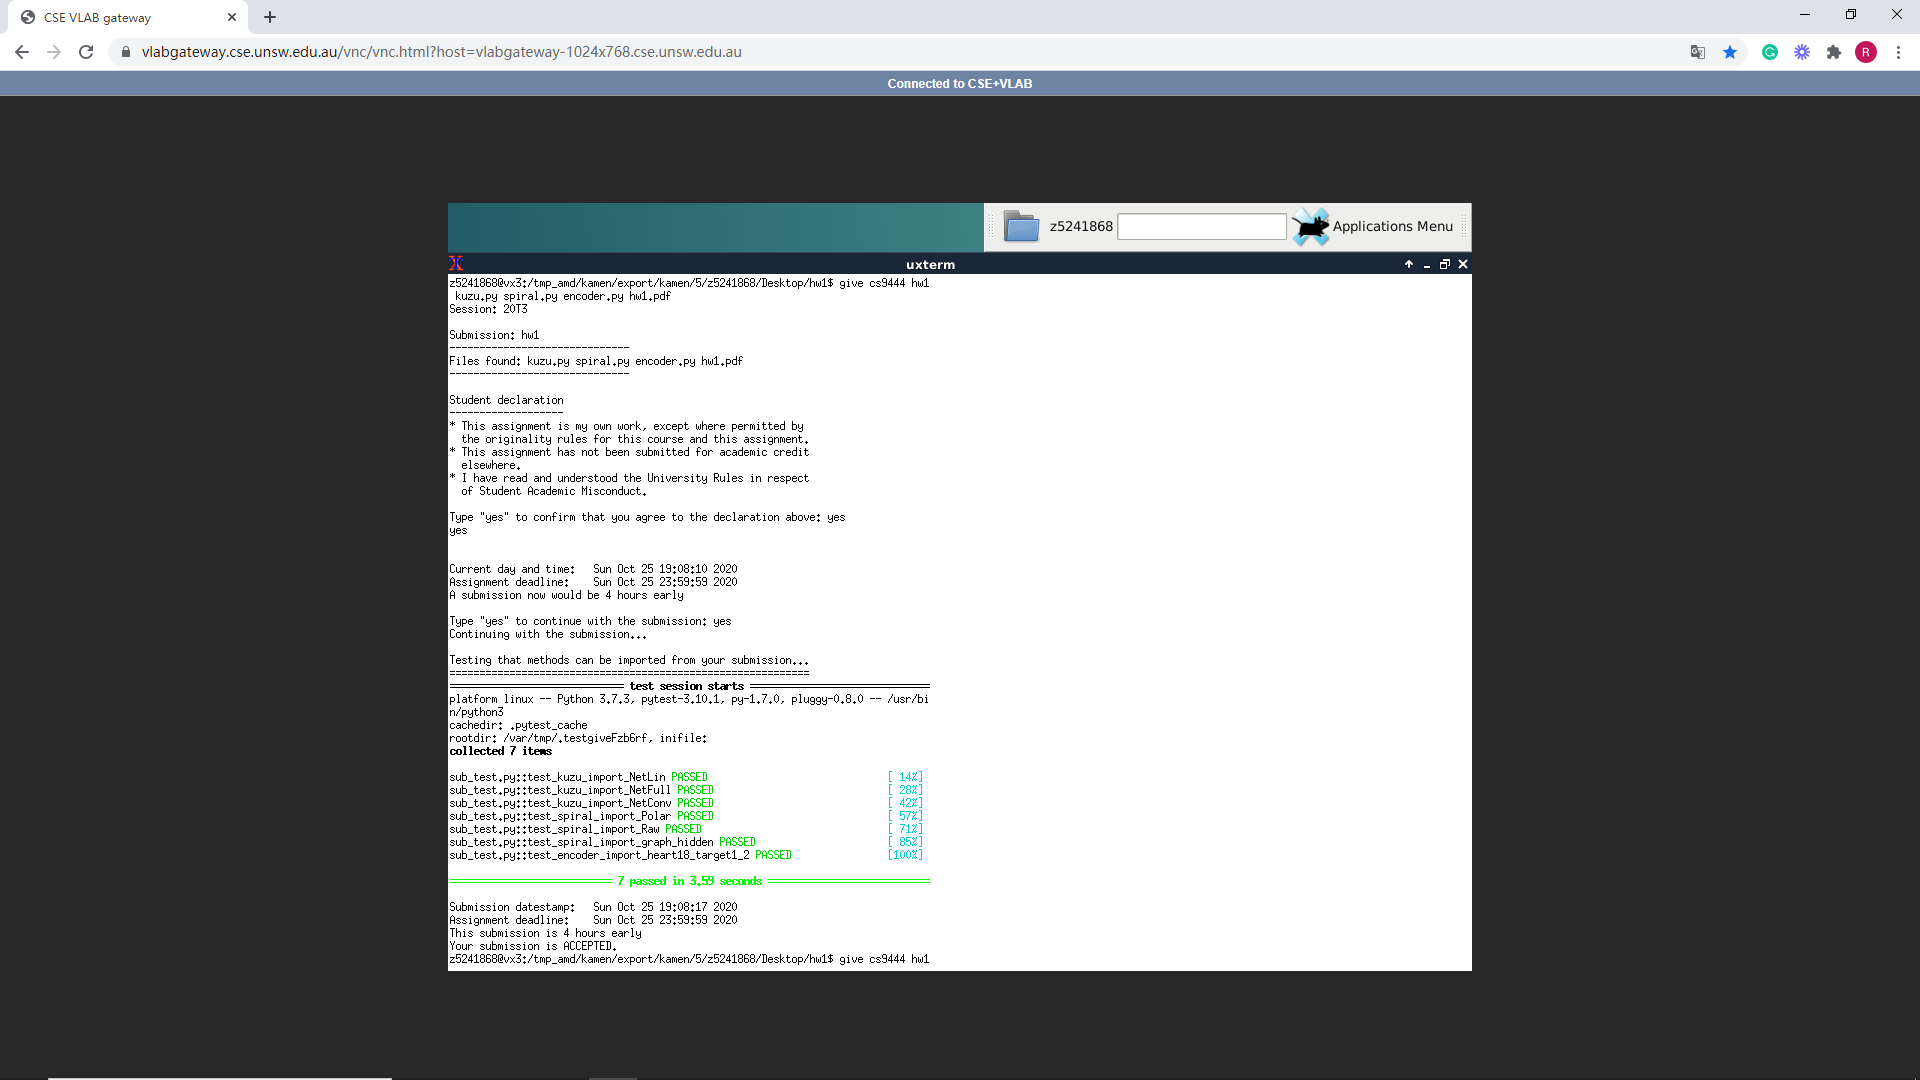 CSE VLAB gateway
vlabgateway.cse.unsw.edu.au/vnc/vnc.html?host=vlabgateway-1024x768.cse.unsw.edu.au
R
Connected to CSE+VLAB
z5241868
Applications Menu
uxterm
z5241868@vx3:/tmp_amd/kamen/export/kamen/5/z5241868/Desktop/hw1$ give cs9444 hw1
kuzu.py spiral.py encoder.py hw1.pdf
Session: 20T3
Submission: hw1
------------------------------
Files found: kuzu.py spiral.py encoder.py hw1.pdf
------------------------------
Student declaration
-------------------
* This assignment is my own work, except where permitted by
the originality rules for this course and this assignment.
* This assignment has not been submitted for academic credit
elsewhere.
* I have read and understood the University Rules in respect
of Student Academic Misconduct.
Type "yes" to confirm that you agree to the declaration above: yes
yes
Current day and time:   Sun Oct 25 19:08:10 2020
Assignment deadline:    Sun Oct 25 23:59:59 2020
A submission now would be 4 hours early
Type "yes" to continue with the submission: yes
Continuing with the submission...
Testing that methods can be imported from your submission...
============================================================
============================= test session starts ==============================
platform linux -- Python 3.7.3, pytest-3.10.1, py-1.7.0, pluggy-0.8.0 -- /usr/bi
n/python3
cachedir: .pytest_cache
rootdir: /var/tmp/.testgiveFzb6rf, inifile:
collected 7 items
sub_test.py::test_kuzu_import_NetLin PASSED [ 14%]
sub_test.py::test_kuzu_import_NetFull PASSED [ 28%]
sub_test.py::test_kuzu_import_NetConv PASSED [ 42%]
sub_test.py::test_spiral_import_Polar PASSED [ 57%]
sub_test.py::test_spiral_import_Raw PASSED [ 71%]
sub_test.py::test_spiral_import_graph_hidden PASSED [ 85%]
sub_test.py::test_encoder_import_heart18_target1_2 PASSED [100%]
=========================== 7 passed in 3.59 seconds ===========================
Submission datestamp:   Sun Oct 25 19:08:17 2020
Assignment deadline:    Sun Oct 25 23:59:59 2020
This submission is 4 hours early
Your submission is ACCEPTED.
z5241868@vx3:/tmp_amd/kamen/export/kamen/5/z5241868/Desktop/hw1$ give cs9444 hw1